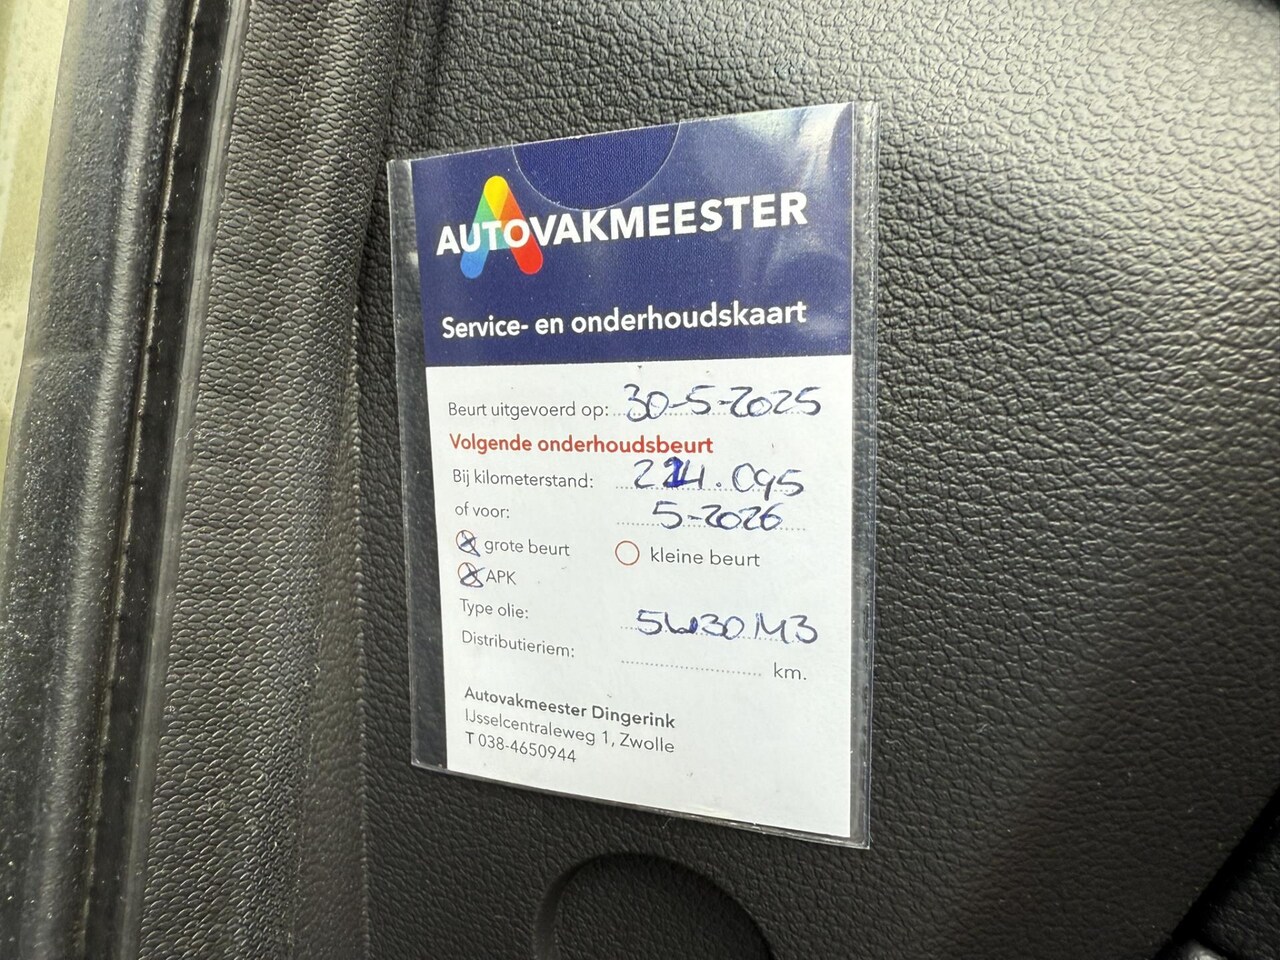 AUTOVAKMEESTER
Service- en onderhoudskaart
Beurt uitgevoerd op: 30-5-2025
Volgende onderhoudsbeurt
Bij kilometerstand: 214.095
of voor: 5-2026
grote beurt kleine beurt
APK
Type olie: 5W30 M3
Distributieriem: km.
Autovakmeester Dingerink
IJsselcentraleweg 1, Zwolle
T 038-4650944